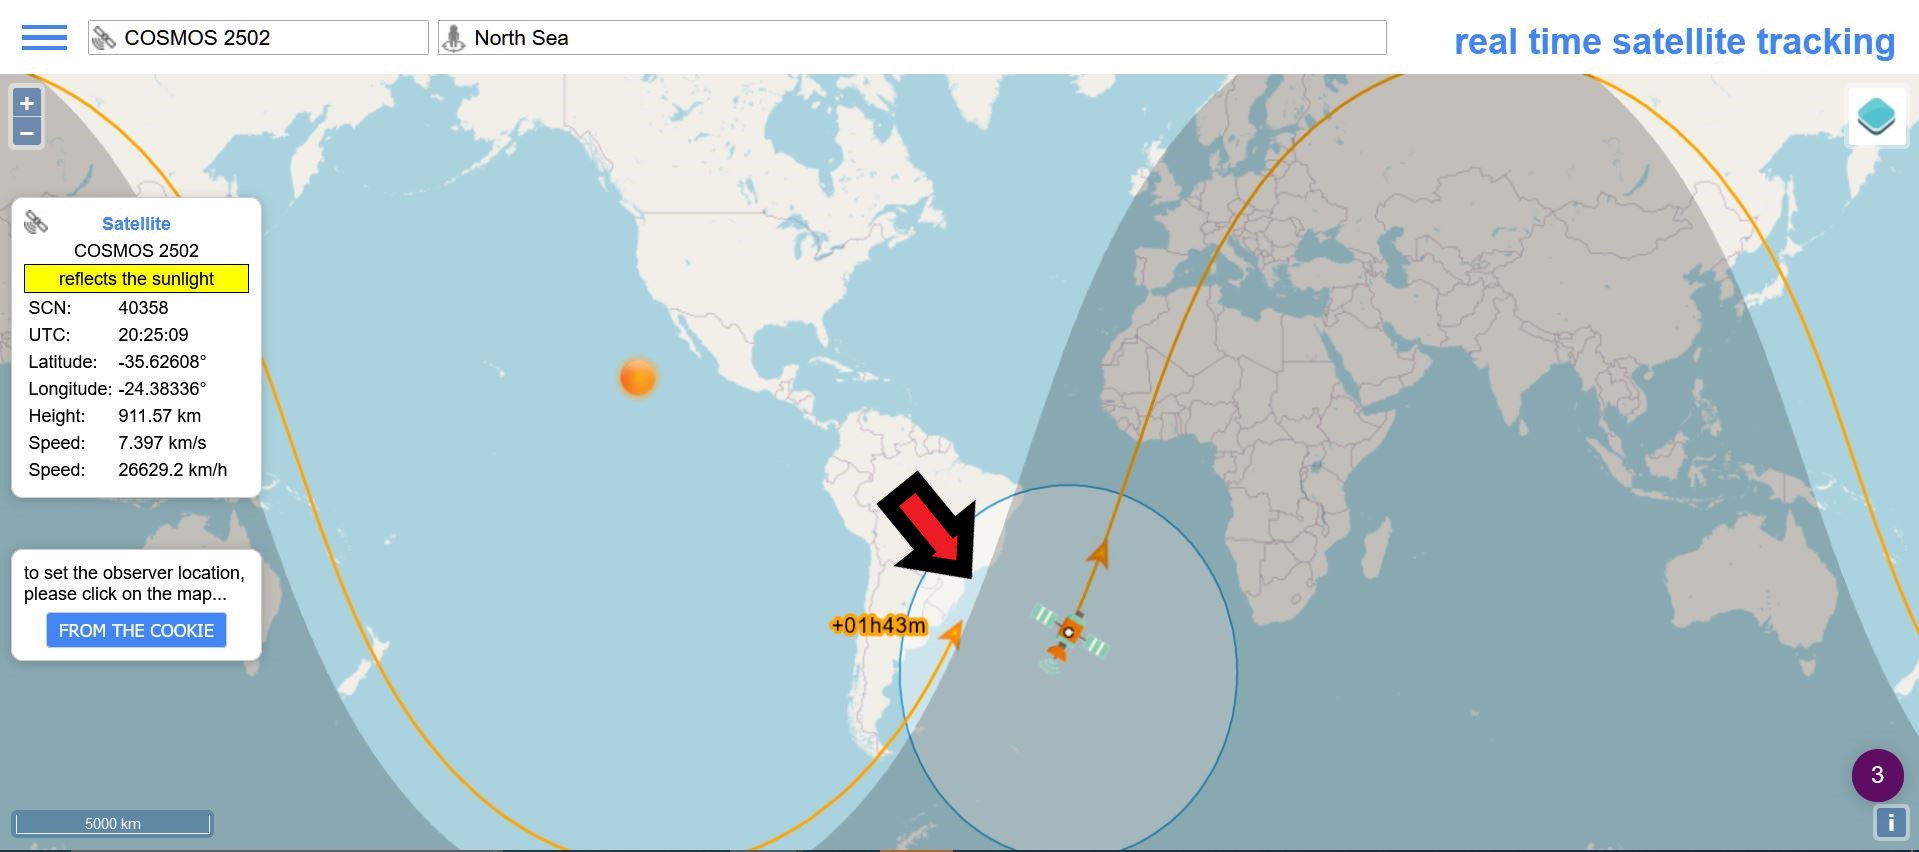 COSMOS 2502
North Sea
real time satellite tracking
+
−
Satellite
COSMOS 2502
reflects the sunlight
SCN: 40358
UTC: 20:25:09
Latitude: -35.62608°
Longitude: -24.38336°
Height: 911.57 km
Speed: 7.397 km/s
Speed: 26629.2 km/h
to set the observer location,
please click on the map...
FROM THE COOKIE
+01h43m
3
5000 km
i